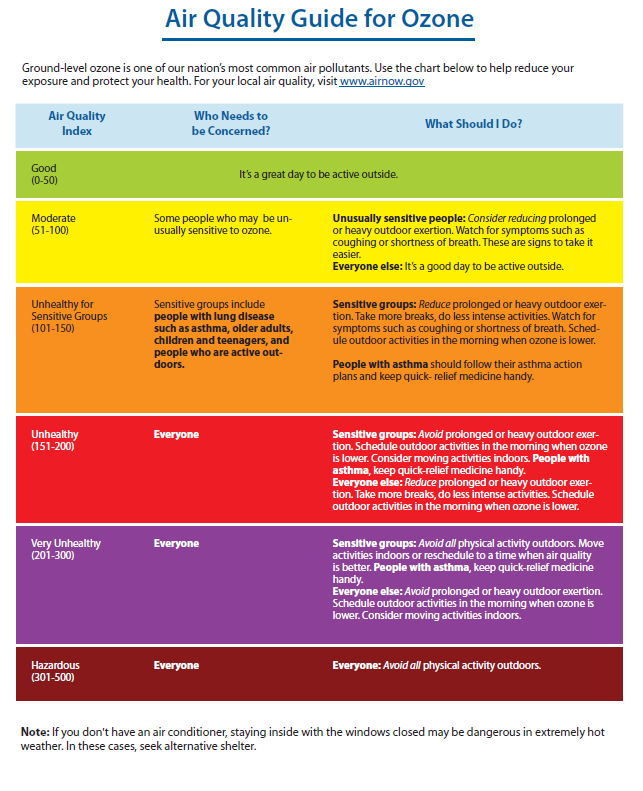 Air Quality Guide for Ozone
Ground-level ozone is one of our nation's most common air pollutants. Use the chart below to help reduce your
exposure and protect your health. For your local air quality, visit www.airnow.gov
Air Quality
Index
Who Needs to
be Concerned?
What Should I Do?
Good
(0-50)
It's a great day to be active outside.
Moderate
(51-100)
Some people who may be un-
usually sensitive to ozone.
Unusually sensitive people: Consider reducing prolonged
or heavy outdoor exertion. Watch for symptoms such as
coughing or shortness of breath. These are signs to take it
easier.
Everyone else: It's a good day to be active outside.
Unhealthy for
Sensitive Groups
(101-150)
Sensitive groups include
people with lung disease
such as asthma, older adults,
children and teenagers, and
people who are active out-
doors.
Sensitive groups: Reduce prolonged or heavy outdoor exer-
tion. Take more breaks, do less intense activities. Watch for
symptoms such as coughing or shortness of breath. Sched-
ule outdoor activities in the morning when ozone is lower.
People with asthma should follow their asthma action
plans and keep quick- relief medicine handy.
Unhealthy
(151-200)
Everyone
Sensitive groups: Avoid prolonged or heavy outdoor exer-
tion. Schedule outdoor activities in the morning when ozone
is lower. Consider moving activities indoors. People with
asthma, keep quick-relief medicine handy.
Everyone else: Reduce prolonged or heavy outdoor exer-
tion. Take more breaks, do less intense activities. Schedule
outdoor activities in the morning when ozone is lower.
Very Unhealthy
(201-300)
Everyone
Sensitive groups: Avoid all physical activity outdoors. Move
activities indoors or reschedule to a time when air quality
is better. People with asthma, keep quick-relief medicine
handy.
Everyone else: Avoid prolonged or heavy outdoor exertion.
Schedule outdoor activities in the morning when ozone is
lower. Consider moving activities indoors.
Hazardous
(301-500)
Everyone
Everyone: Avoid all physical activity outdoors.
Note: If you don't have an air conditioner, staying inside with the windows closed may be dangerous in extremely hot
weather. In these cases, seek alternative shelter.